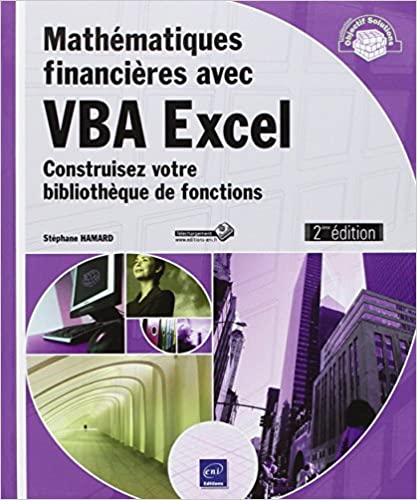 Mathématiques
financières avec
VBA Excel
Construisez votre
bibliothèque de fonctions
Stéphane HAMARD
Téléchargement
www.editions-eni.fr
2ème édition
Objectif Solutions
eni
Editions